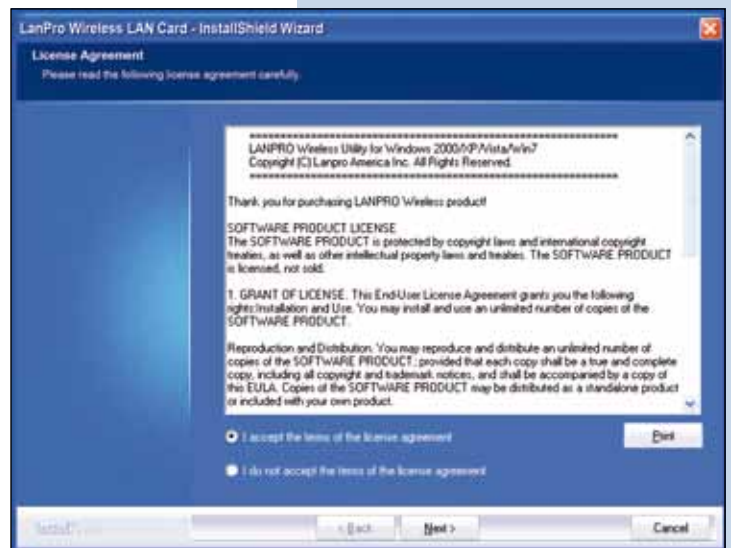 LanPro Wireless LAN Card - InstallShield Wizard
License Agreement
Please read the following license agreement carefully.
==========================================================
LANPRO Wireless Utility for Windows 2000/XP/Vista/Win7
Copyright (C) Lanpro America Inc. All Rights Reserved.
==========================================================
Thank you for purchasing LANPRO Wireless product!
SOFTWARE PRODUCT LICENSE
The SOFTWARE PRODUCT is protected by copyright laws and international copyright
treaties, as well as other intellectual property laws and treaties. The SOFTWARE PRODUCT
is licensed, not sold.
1. GRANT OF LICENSE. This End-User License Agreement grants you the following
rights:Installation and Use. You may install and use an unlimited number of copies of the
SOFTWARE PRODUCT.
Reproduction and Distribution. You may reproduce and distribute an unlimited number of
copies of the SOFTWARE PRODUCT; provided that each copy shall be a true and complete
copy, including all copyright and trademark notices, and shall be accompanied by a copy of
this EULA. Copies of the SOFTWARE PRODUCT may be distributed as a standalone product
or included with your own product.
I accept the terms of the license agreement
Print
I do not accept the terms of the license agreement
< Back
Next >
Cancel